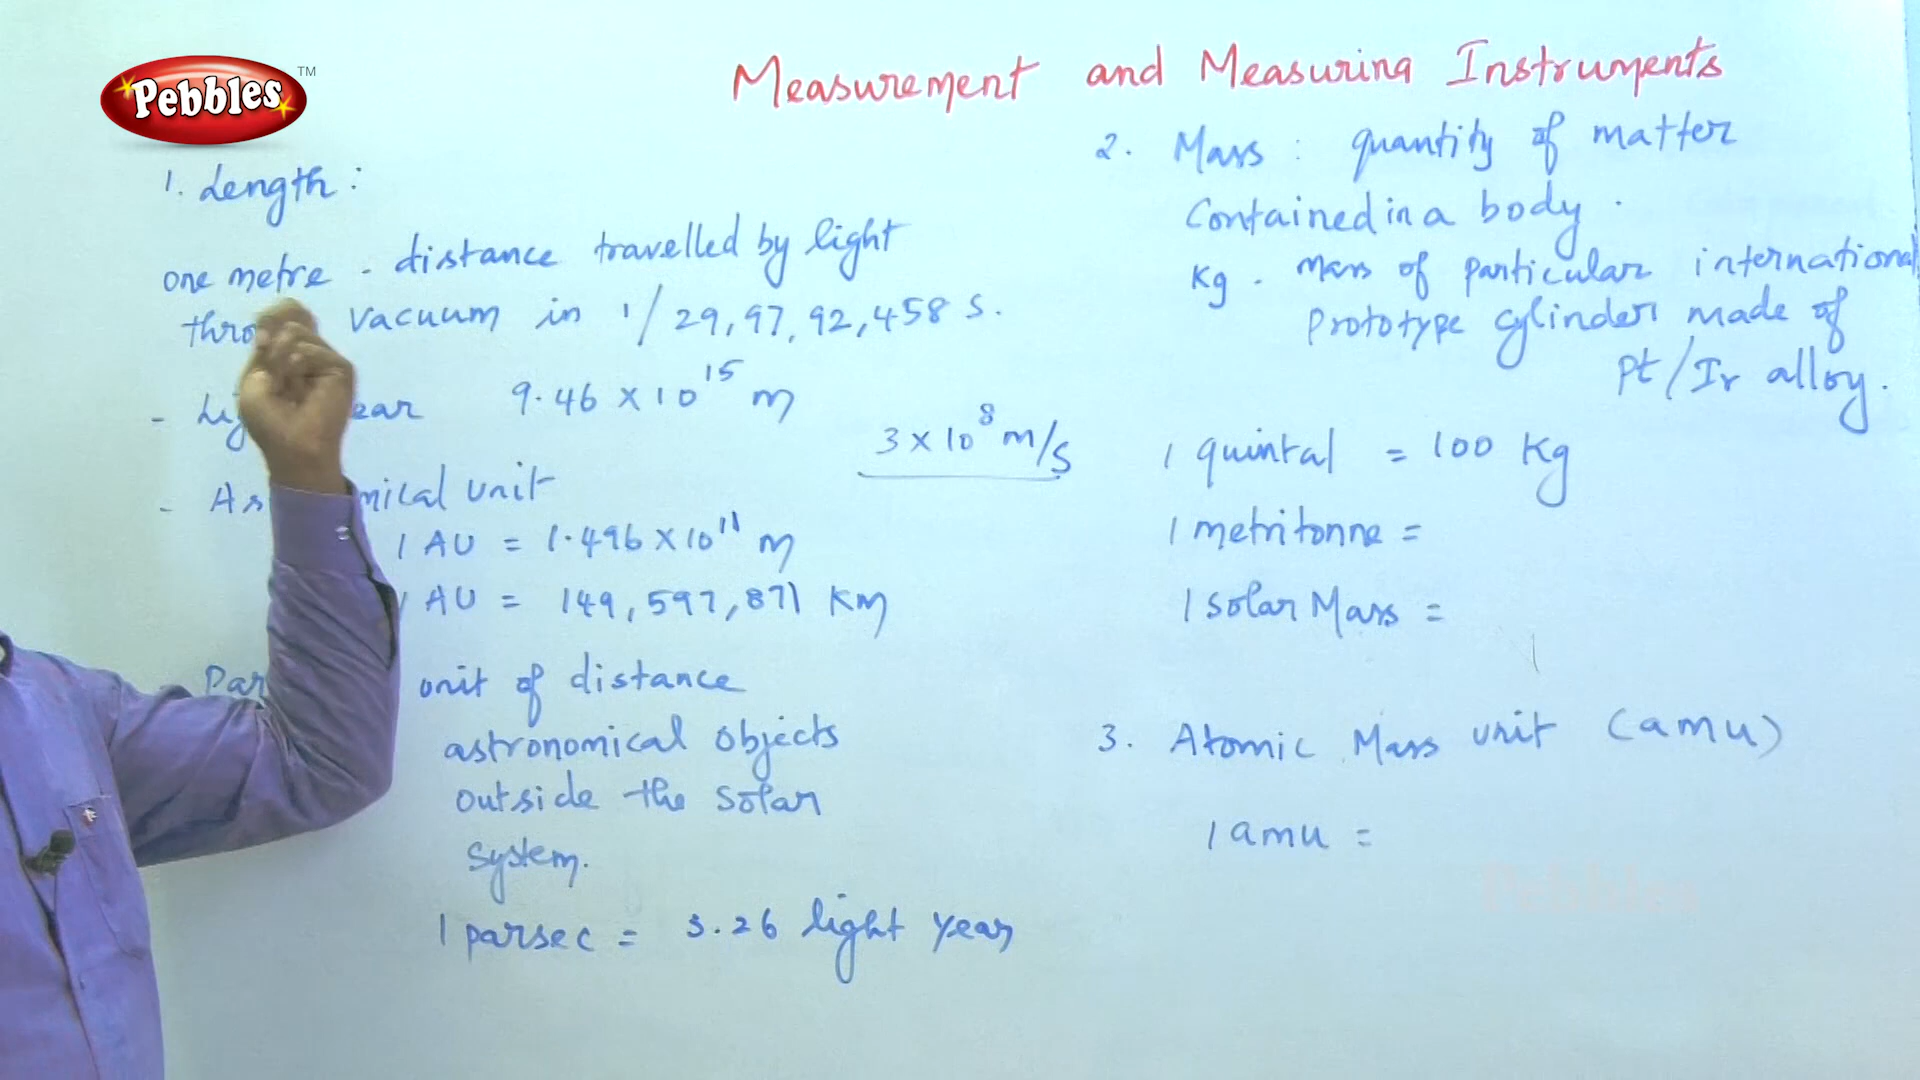 Pebbles TM
Measurement and Measuring Instruments
1. Length:
one metre - distance travelled by light
vacuum in 1/29,97,92,458 s.
- 9.46 × 10^15 m
3 × 10^8 m/s
- unit
1 AU = 1.496 × 10^11 m
1 AU = 149,597,871 Km
unit of distance
astronomical objects
outside the solar
system.
1 parsec = 3.26 light year
2. Mass : quantity of matter
contained in a body.
Kg - mass of particular international
prototype cylinder made of
Pt/Ir alloy.
1 quintal = 100 Kg
1 metritonne =
1 solar Mass =
3. Atomic Mass unit (amu)
1 amu =
Pebbles